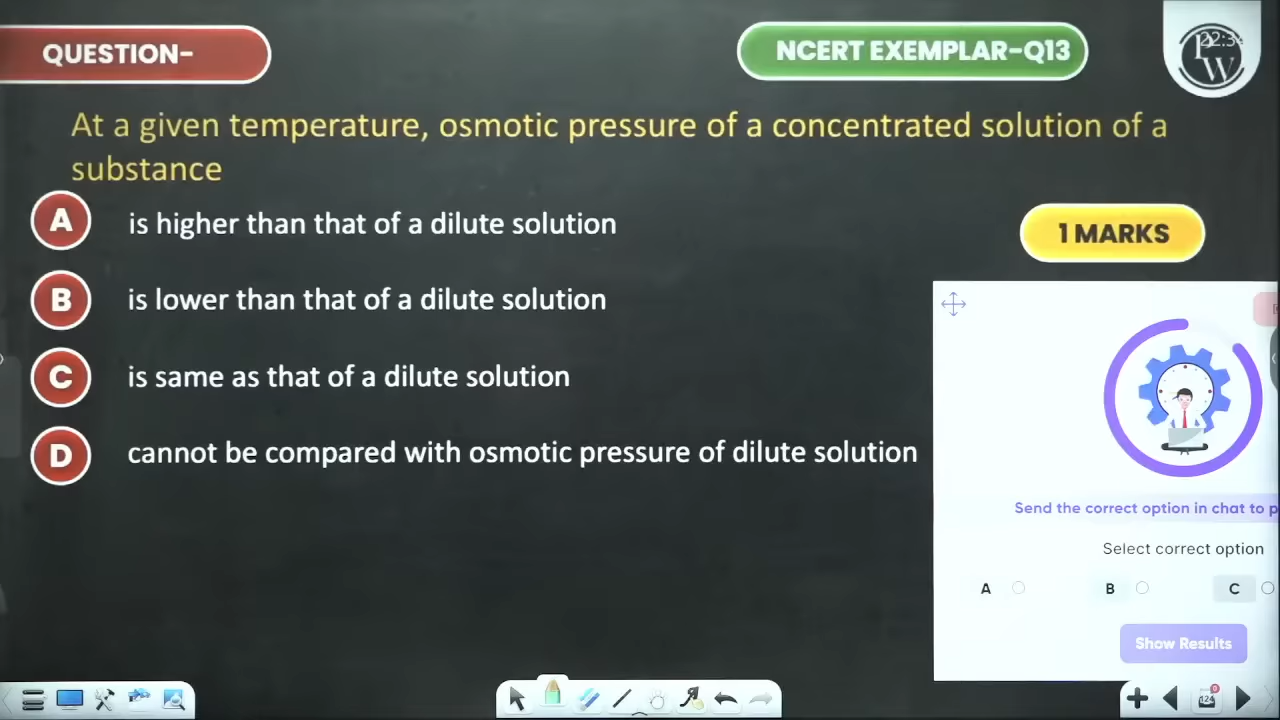 QUESTION-
NCERT EXEMPLAR-Q13
PW
At a given temperature, osmotic pressure of a concentrated solution of a
substance
A is higher than that of a dilute solution
1 MARKS
B is lower than that of a dilute solution
C is same as that of a dilute solution
D cannot be compared with osmotic pressure of dilute solution
Send the correct option in chat to p
Select correct option
A B C
Show Results